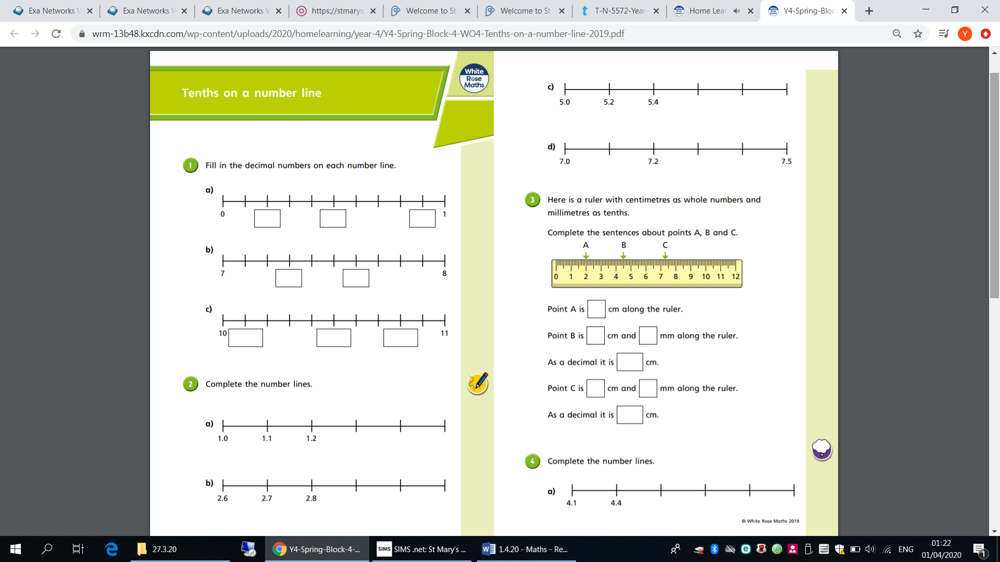 Exa Networks W
Exa Networks W
Exa Networks W
https://stmarys
Welcome to St
Welcome to St
T-N-5572-Year-
Home Lear
Y4-Spring-Bloc
wrm-13b48.kxcdn.com/wp-content/uploads/2020/homelearning/year-4/Y4-Spring-Block-4-WO4-Tenths-on-a-number-line-2019.pdf
Y
Tenths on a number line
White
Rose
Maths
1 Fill in the decimal numbers on each number line.
a)
0 1
b)
7 8
c)
10 11
2 Complete the number lines.
a)
1.0 1.1 1.2
b)
2.6 2.7 2.8
c)
5.0 5.2 5.4
d)
7.0 7.2 7.5
3 Here is a ruler with centimetres as whole numbers and
millimetres as tenths.
Complete the sentences about points A, B and C.
A B C
0 1 2 3 4 5 6 7 8 9 10 11 12
Point A is cm along the ruler.
Point B is cm and mm along the ruler.
As a decimal it is cm.
Point C is cm and mm along the ruler.
As a decimal it is cm.
4 Complete the number lines.
a)
4.1 4.4
© White Rose Maths 2019
27.3.20
Y4-Spring-Block-4-...
SIMS
SIMS .net: St Mary's ...
1.4.20 - Maths - Re...
ENG
01:22
01/04/2020
1